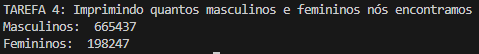 TAREFA 4: Imprimindo quantos masculinos e femininos nós encontramos
Masculinos:  665437
Femininos:  198247